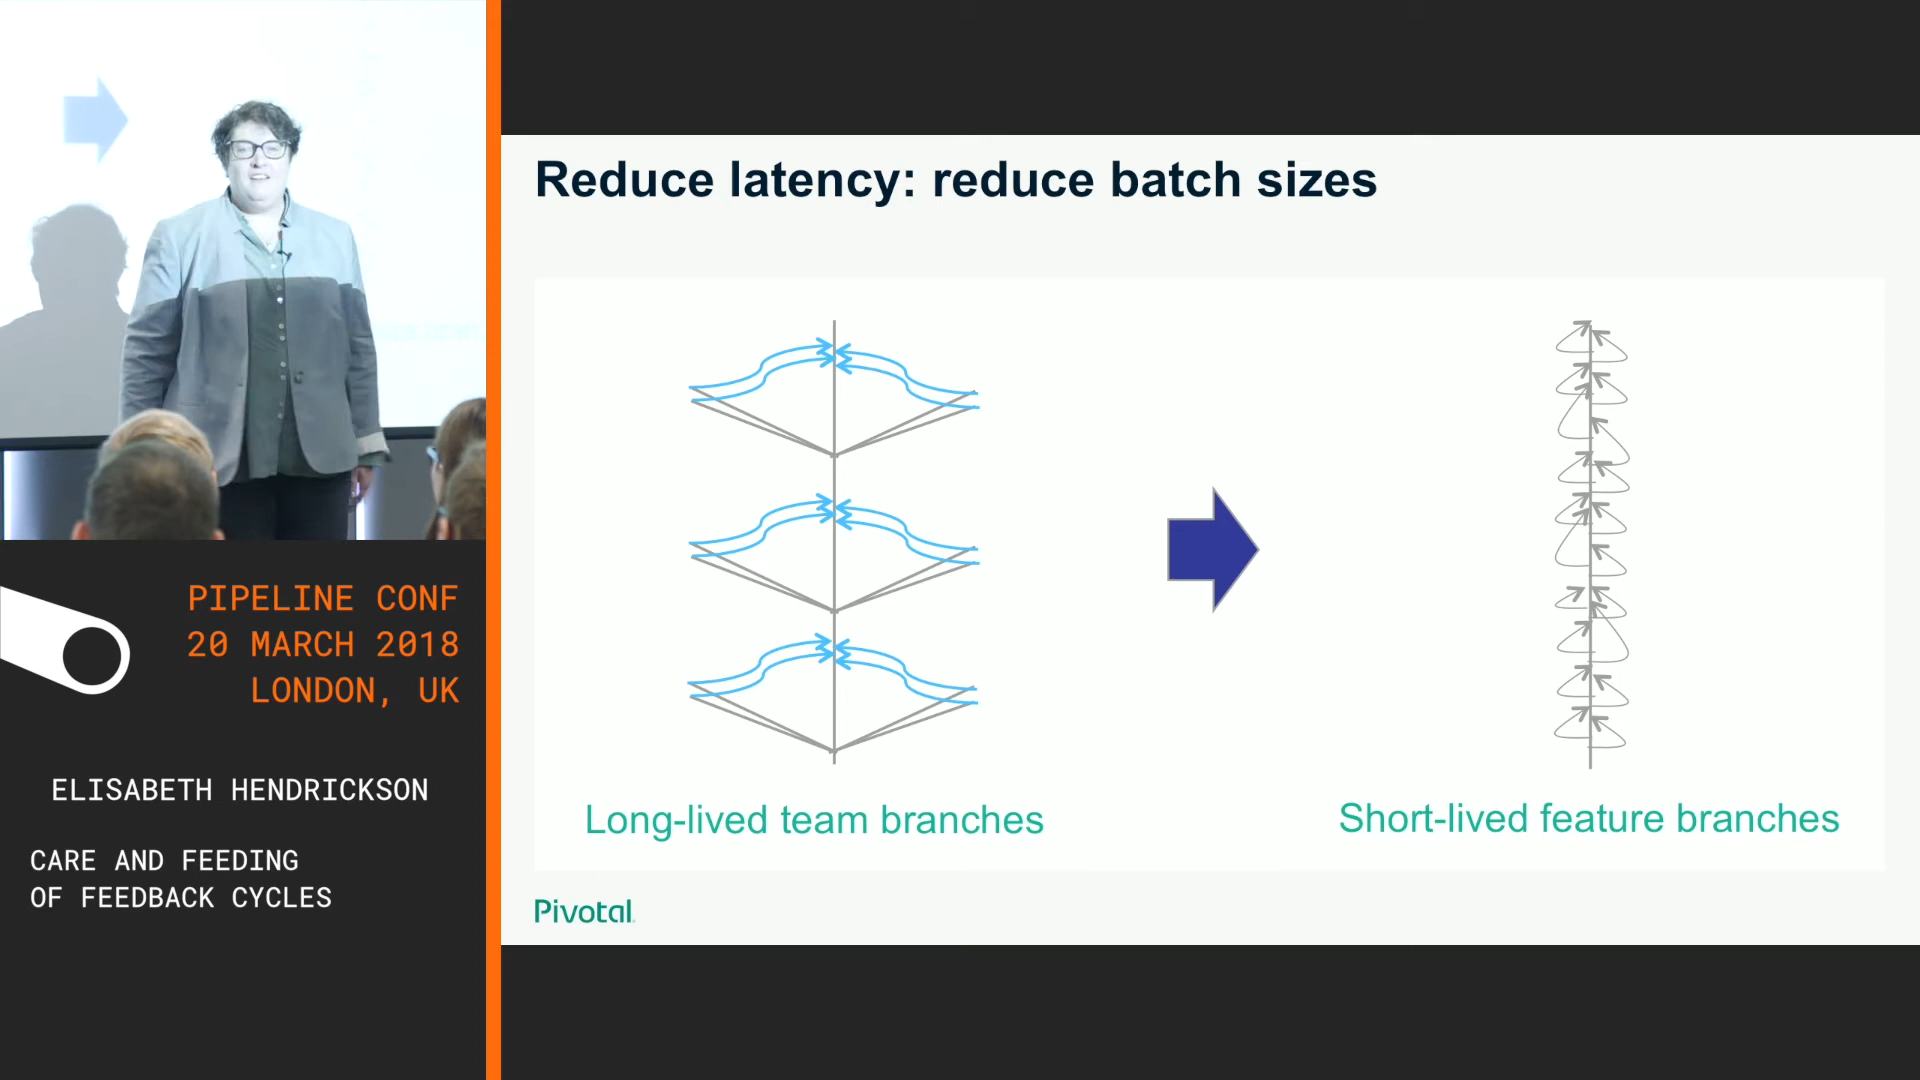 Reduce latency: reduce batch sizes
Long-lived team branches
Short-lived feature branches
Pivotal
PIPELINE CONF
20 MARCH 2018
LONDON, UK
ELISABETH HENDRICKSON
CARE AND FEEDING
OF FEEDBACK CYCLES